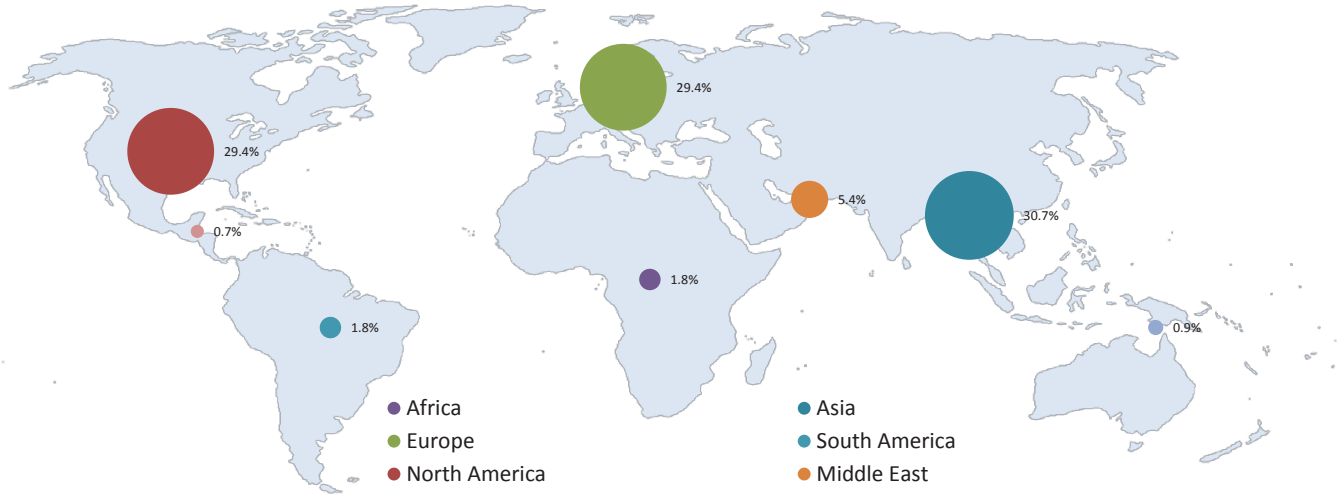 29.4%
29.4%
5.4%
30.7%
0.7%
1.8%
1.8%
0.9%
Africa
Europe
North America
Asia
South America
Middle East